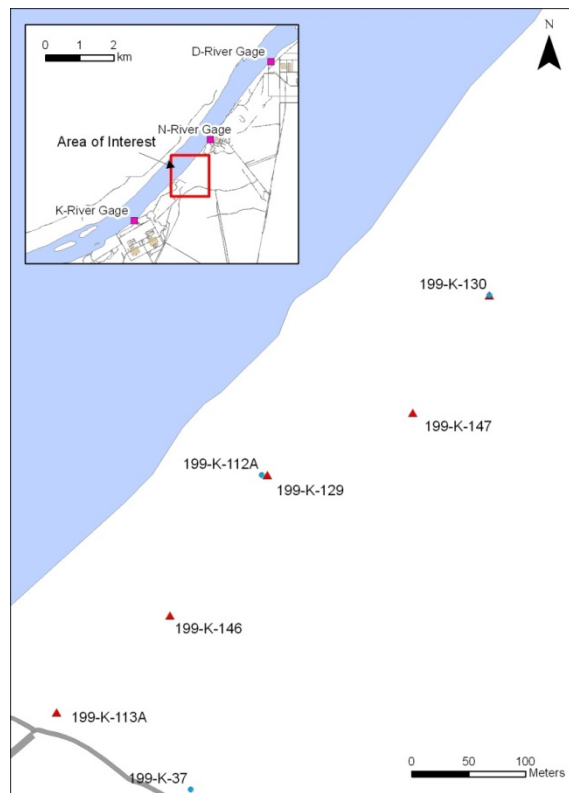 N
0 1 2
km
D-River Gage
N-River Gage
Area of Interest
K-River Gage
199-K-130
199-K-147
199-K-112A
199-K-129
199-K-146
199-K-113A
199-K-37
0 50 100
Meters